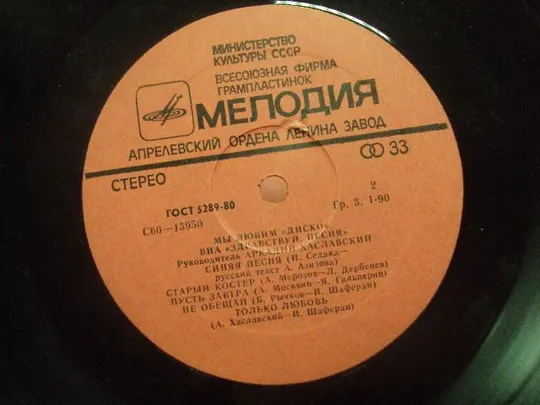 МИНИСТЕРСТВО
КУЛЬТУРЫ СССР
ВСЕСОЮЗНАЯ ФИРМА
ГРАМПЛАСТИНОК
МЕЛОДИЯ
АПРЕЛЕВСКИЙ ОРДЕНА ЛЕНИНА ЗАВОД
СТЕРЕО
33
ГОСТ 5289-80
2
С60—13950
Гр. 3. 1-90
МЫ ЛЮБИМ «ДИСКО»
ВИА «ЗДРАВСТВУЙ, ПЕСНЯ»
Руководитель АРКАДИЙ ХАСЛАВСКИЙ
СИНЯЯ ПЕСНЯ (Н. Седака—
русский текст А. Азизова)
СТАРЫЙ КОСТЕР (А. Морозов—Л. Дербенев)
ПУСТЬ ЗАВТРА (А. Москвин—Я. Гальперин)
НЕ ОБЕЩАЙ (Б. Рычков—И. Шаферан)
ТОЛЬКО ЛЮБОВЬ
(А. Хаславский—И. Шаферан)